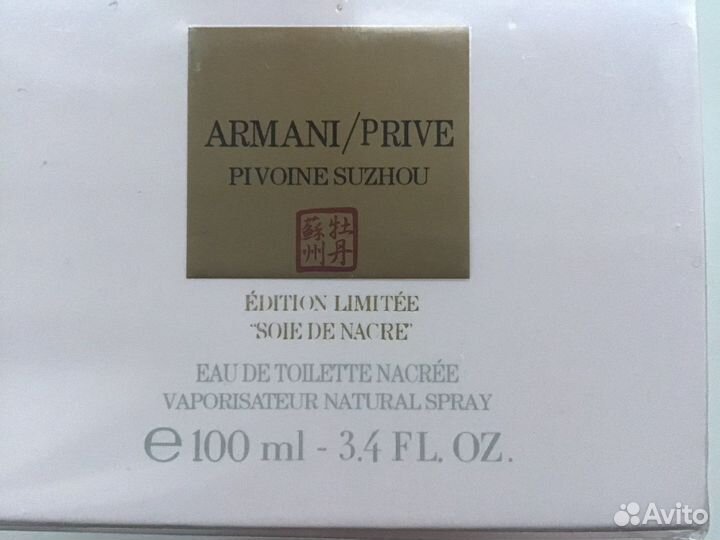 ARMANI/PRIVE
PIVOINE SUZHOU
牡丹
蘇州
ÉDITION LIMITÉE
"SOIE DE NACRE"
EAU DE TOILETTE NACRÉE
VAPORISATEUR NATURAL SPRAY
e 100 ml - 3.4 FL. OZ.
Avito